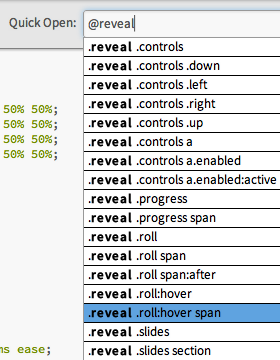 Quick Open: @reveal
.reveal .controls
.reveal .controls .down
.reveal .controls .left
.reveal .controls .right
.reveal .controls .up
.reveal .controls a
.reveal .controls a.enabled
.reveal .controls a.enabled:active
.reveal .progress
.reveal .progress span
.reveal .roll
.reveal .roll span
.reveal .roll span:after
.reveal .roll:hover
.reveal .roll:hover span
.reveal .slides
.reveal .slides section
50% 50%;
50% 50%;
50% 50%;
50% 50%;
ms ease;